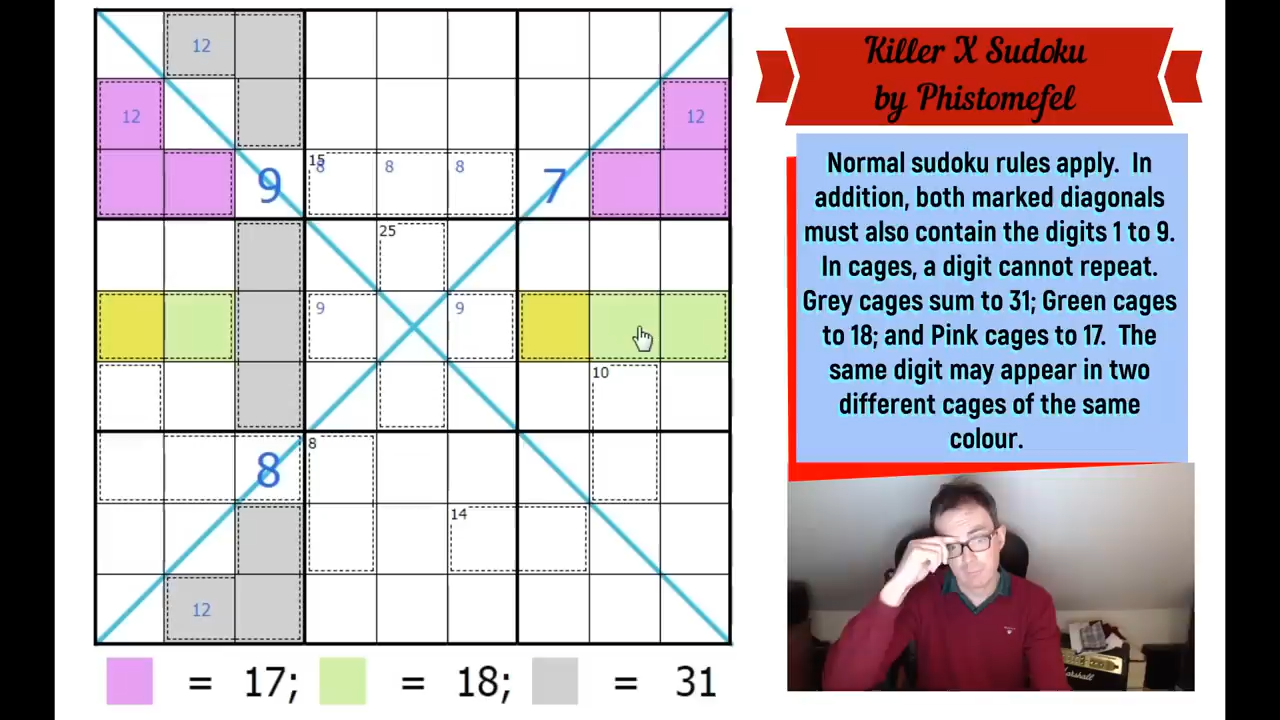 Killer X Sudoku
by Phistomefel
Normal sudoku rules apply. In
addition, both marked diagonals
must also contain the digits 1 to 9.
In cages, a digit cannot repeat.
Grey cages sum to 31; Green cages
to 18; and Pink cages to 17. The
same digit may appear in two
different cages of the same
colour.
12
12 12
15 8 8 8
9 7
25
9 9
10
8
8
14
12
= 17; = 18; = 31
Marshall